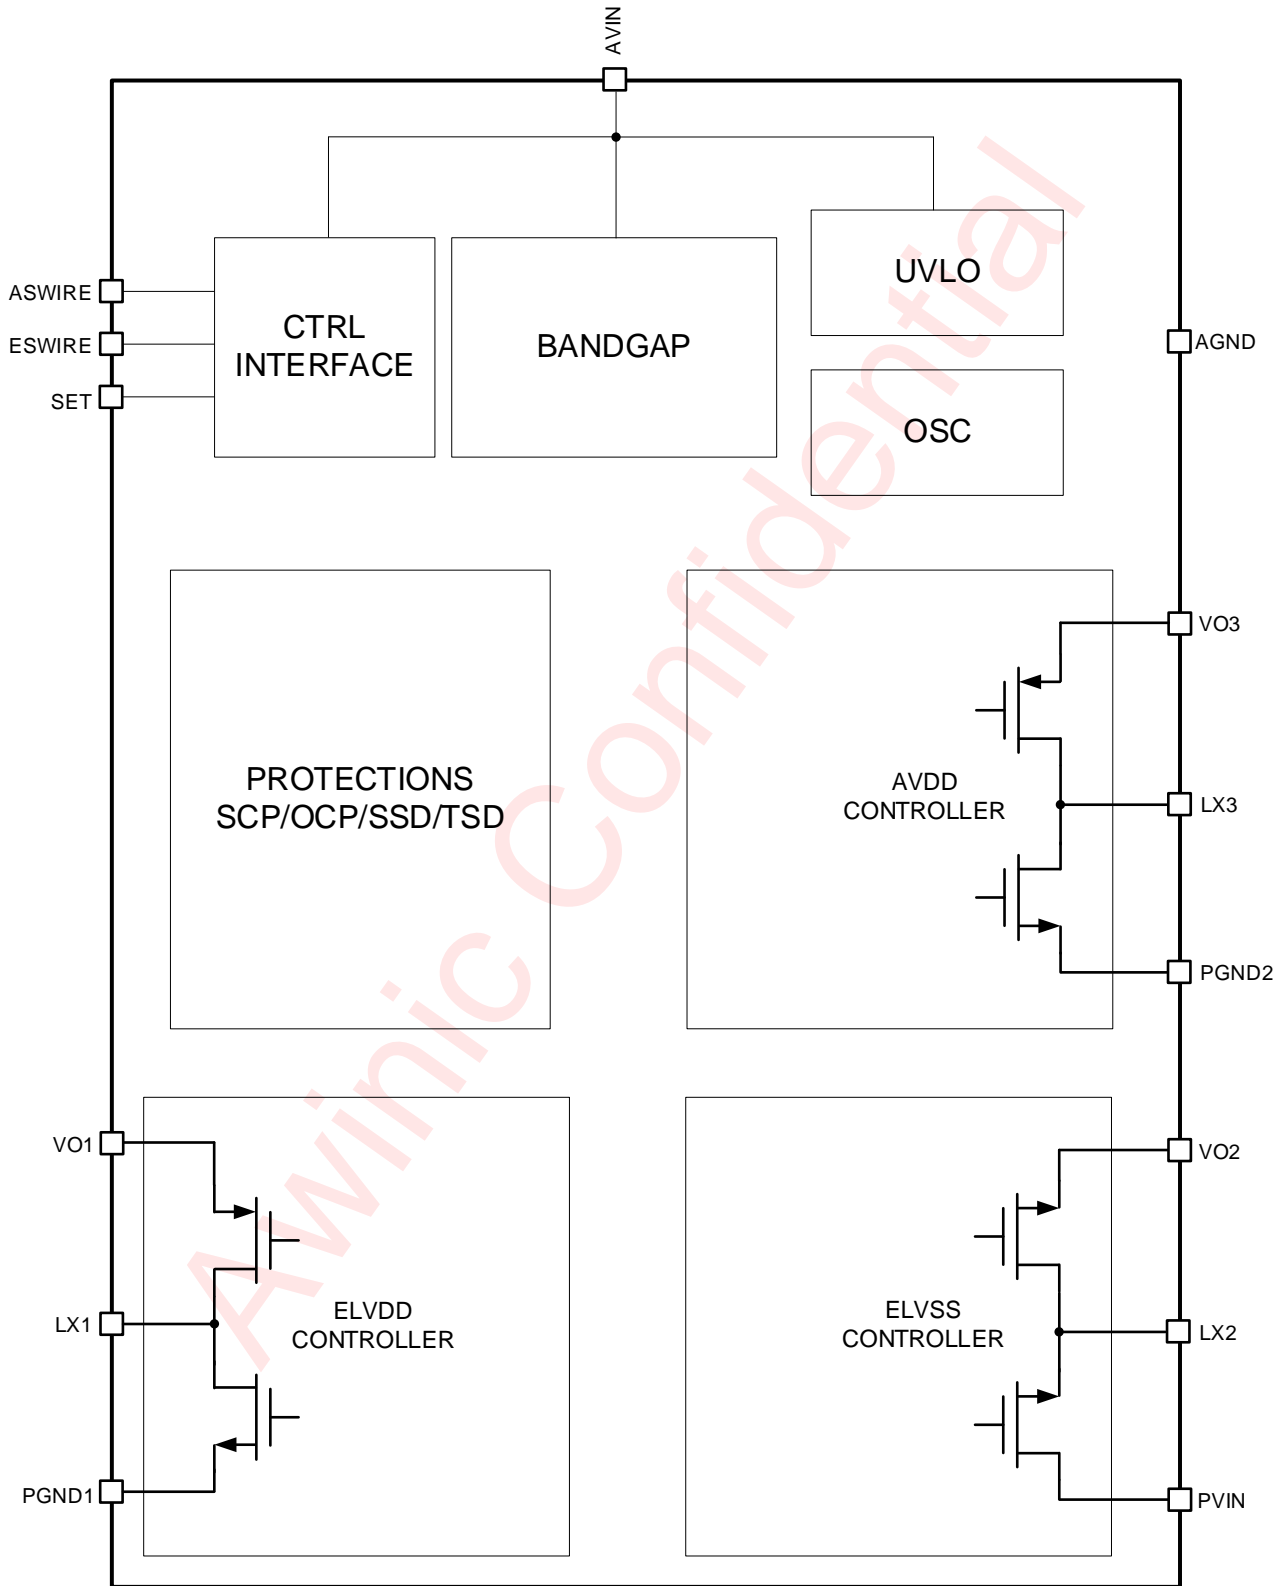 AVIN
ASWIRE
ESWIRE
SET
CTRL
INTERFACE
BANDGAP
UVLO
OSC
AGND
PROTECTIONS
SCP/OCP/SSD/TSD
AVDD
CONTROLLER
VO3
LX3
PGND2
VO1
LX1
PGND1
ELVDD
CONTROLLER
ELVSS
CONTROLLER
VO2
LX2
PVIN
Awinic Confidential